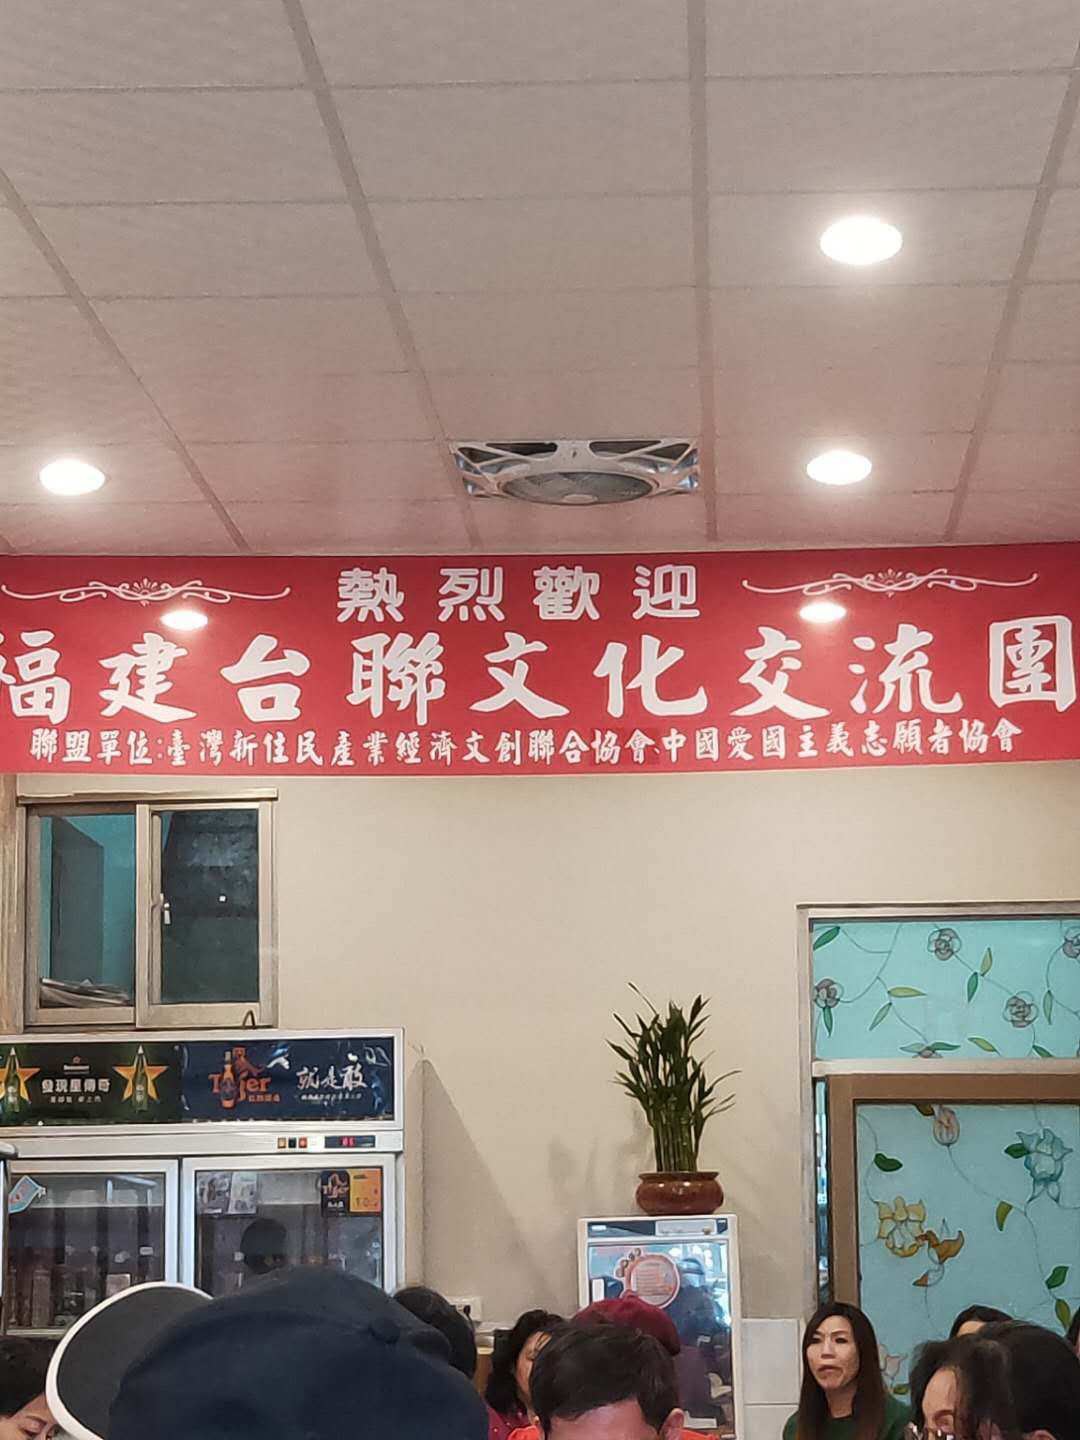 熱烈歡迎
福建台聯文化交流團
聯盟單位:臺灣新住民產業經濟文創聯合協會、中國愛國主義志願者協會
發現星傳奇
Tiger
就是敢
Tiger